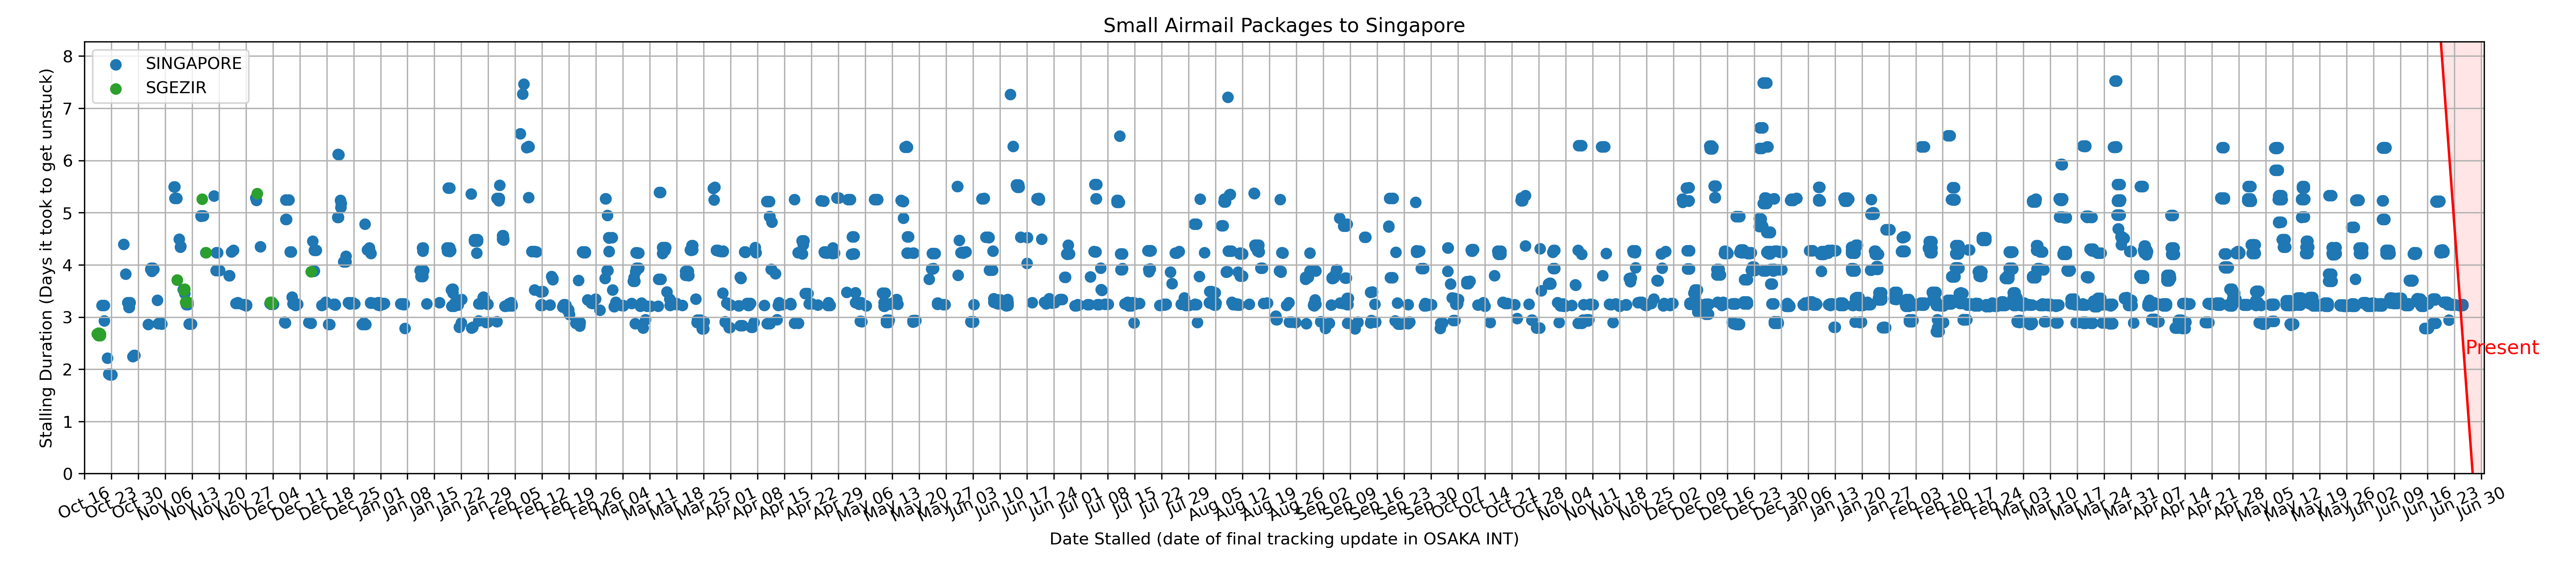 Small Airmail Packages to Singapore
SINGAPORE
SGEZIR
Stalling Duration (Days it took to get unstuck)
8
7
6
5
4
3
2
1
0
Present
Oct 16
Oct 23
Oct 30
Nov 06
Nov 13
Nov 20
Nov 27
Dec 04
Dec 11
Dec 18
Dec 25
Jan 01
Jan 08
Jan 15
Jan 22
Jan 29
Feb 05
Feb 12
Feb 19
Feb 26
Mar 04
Mar 11
Mar 18
Mar 25
Apr 01
Apr 08
Apr 15
Apr 22
Apr 29
May 06
May 13
May 20
May 27
Jun 03
Jun 10
Jun 17
Jun 24
Jul 01
Jul 08
Jul 15
Jul 22
Jul 29
Aug 05
Aug 12
Aug 19
Aug 26
Sep 02
Sep 09
Sep 16
Sep 23
Sep 30
Oct 07
Oct 14
Oct 21
Oct 28
Nov 04
Nov 11
Nov 18
Nov 25
Dec 02
Dec 09
Dec 16
Dec 23
Dec 30
Jan 06
Jan 13
Jan 20
Jan 27
Feb 03
Feb 10
Feb 17
Feb 24
Mar 03
Mar 10
Mar 17
Mar 24
Mar 31
Apr 07
Apr 14
Apr 21
Apr 28
May 05
May 12
May 19
May 26
Jun 02
Jun 09
Jun 16
Jun 23
Jun 30
Date Stalled (date of final tracking update in OSAKA INT)